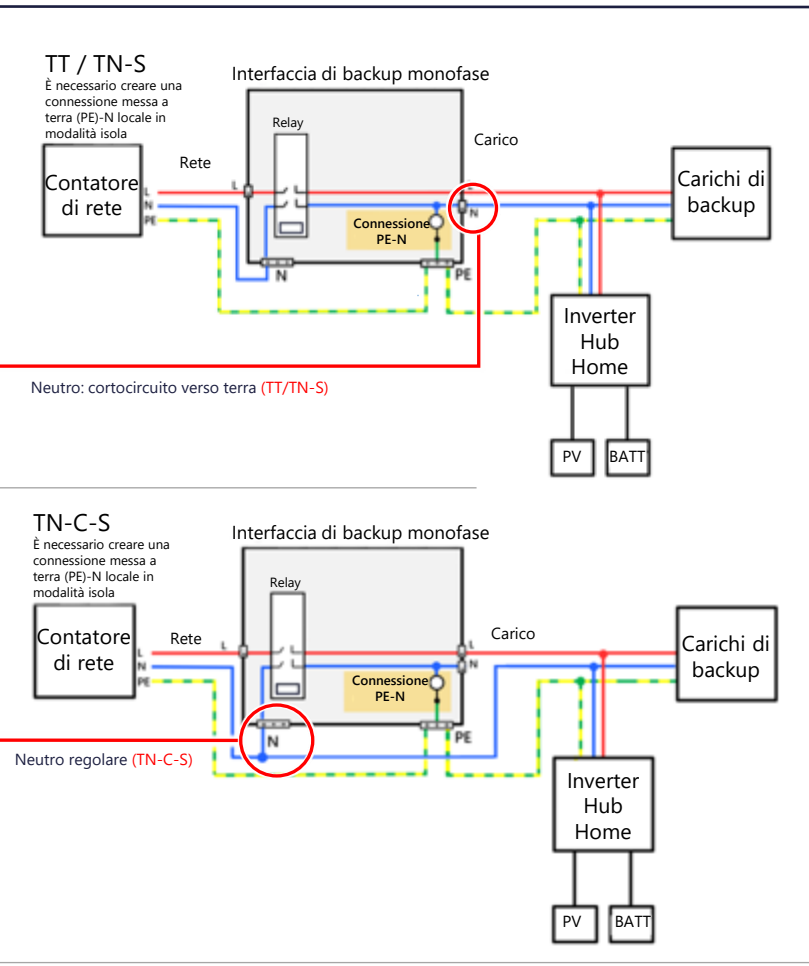 TT / TN-S
È necessario creare una
connessione messa a
terra (PE)-N locale in
modalità isola
Interfaccia di backup monofase
Relay
Carico
Rete
Contatore
di rete
L
N
PE
L
L
N
Connessione
PE-N
N
PE
Carichi di
backup
Inverter
Hub
Home
PV
BATT
Neutro: cortocircuito verso terra (TT/TN-S)
TN-C-S
È necessario creare una
connessione messa a
terra (PE)-N locale in
modalità isola
Interfaccia di backup monofase
Relay
Carico
Rete
Contatore
di rete
L
N
PE
L
L
N
Connessione
PE-N
N
PE
Carichi di
backup
Neutro regolare (TN-C-S)
Inverter
Hub
Home
PV
BATT